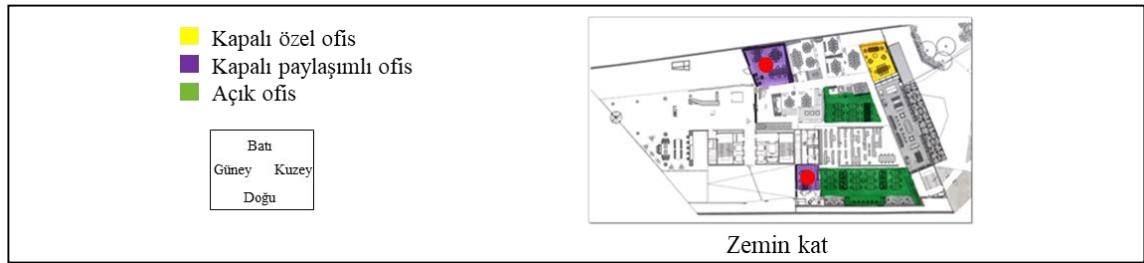 Kapalı özel ofis
Kapalı paylaşımlı ofis
Açık ofis
Batı
Güney Kuzey
Doğu
Zemin kat